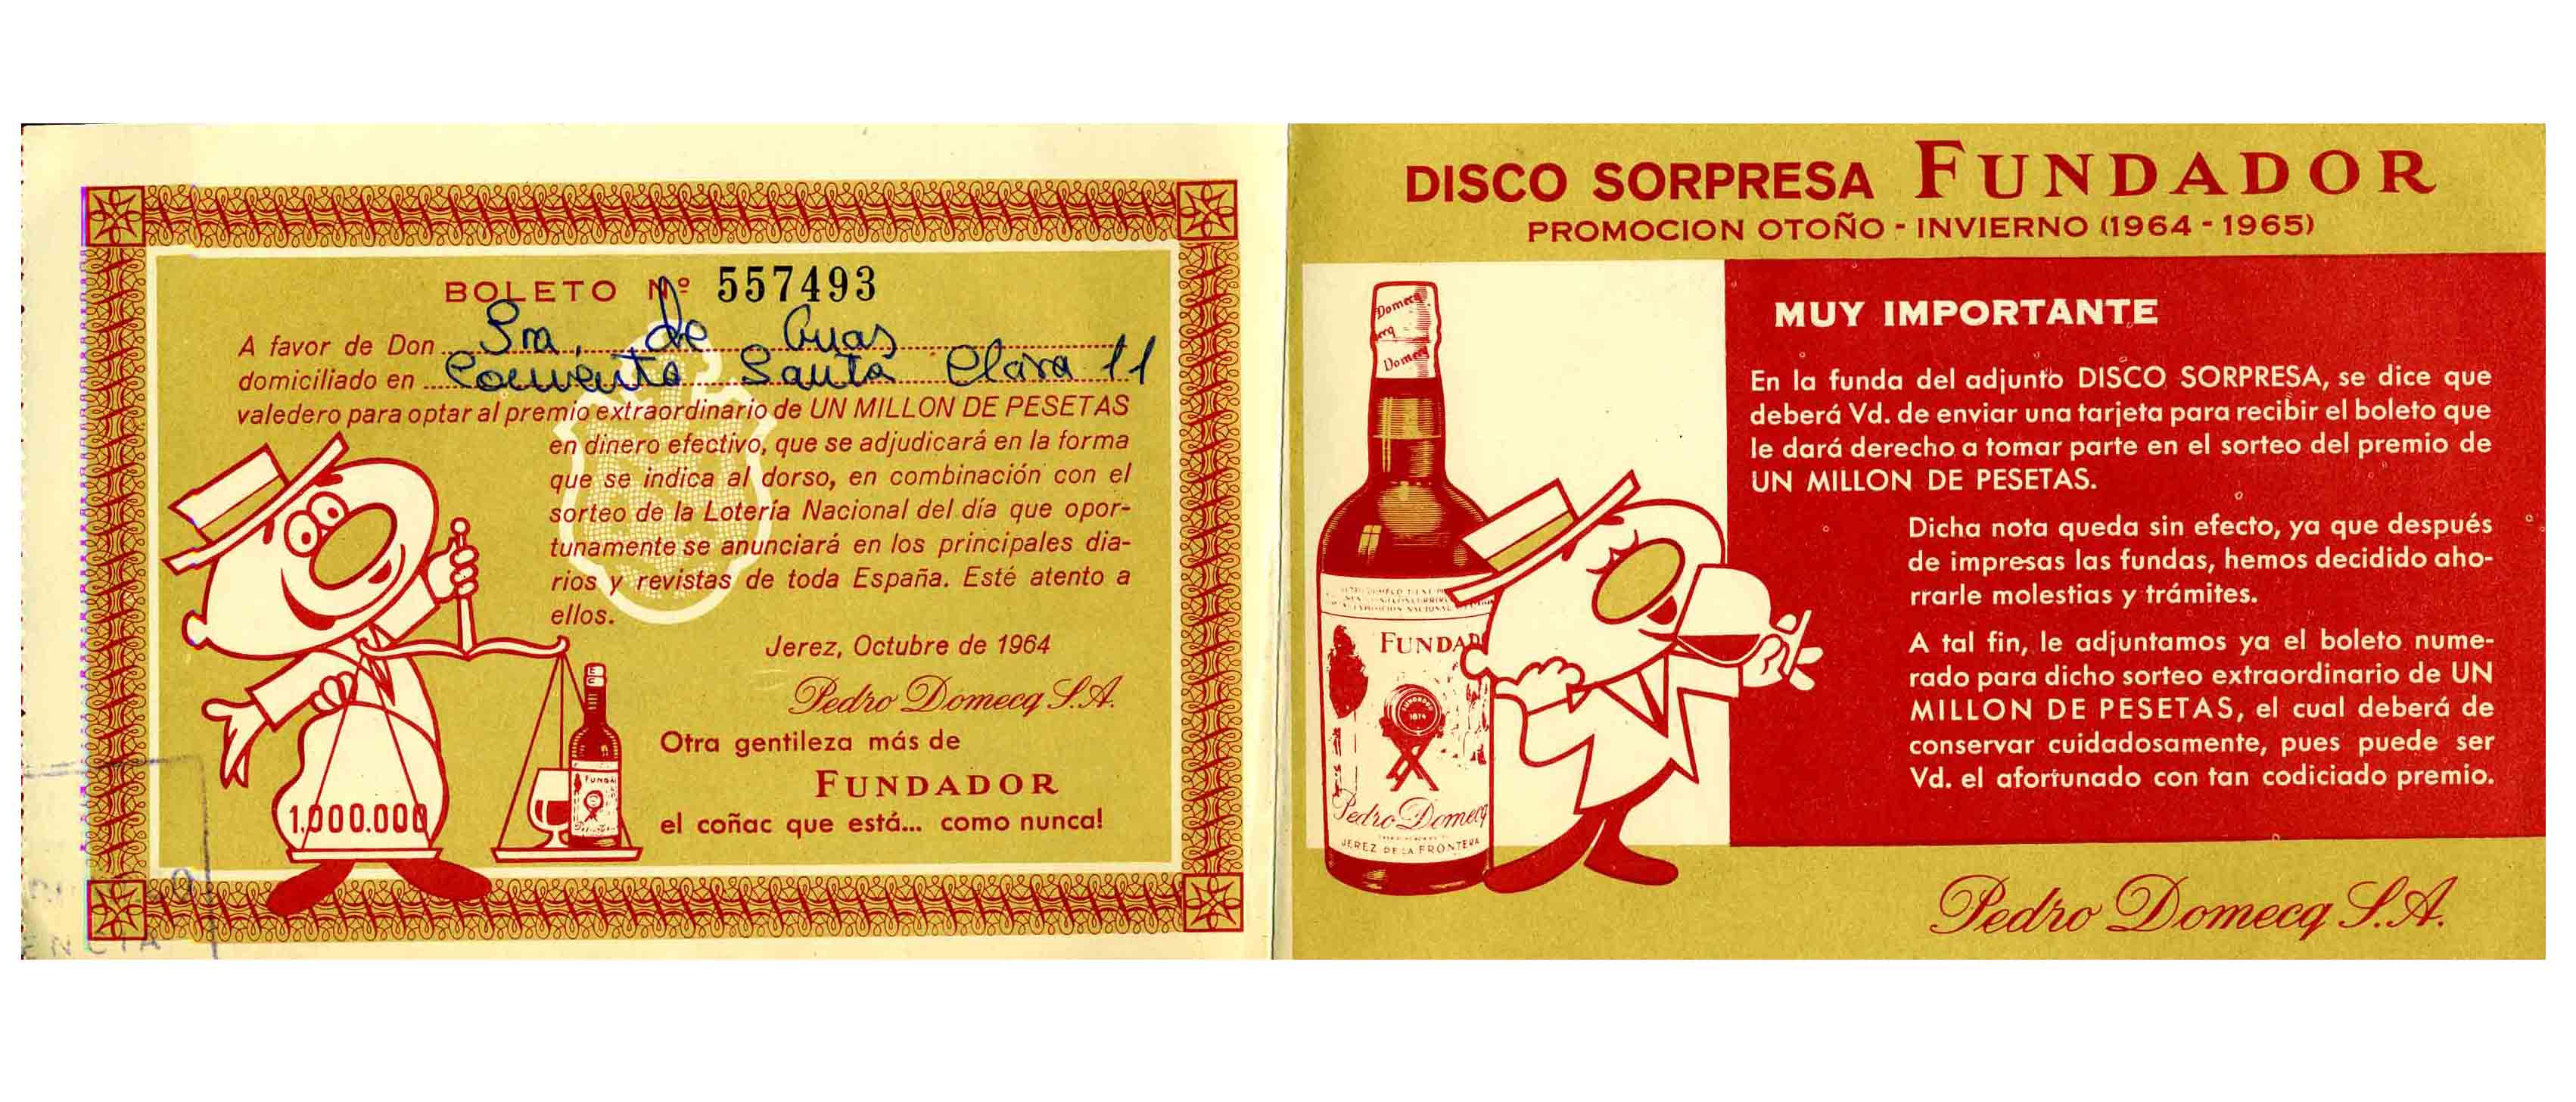 BOLETO Nº 557493
A favor de Don Sra. de Guas
domiciliado en Convento Santa Clara 11
valedero para optar al premio extraordinario de UN MILLON DE PESETAS
en dinero efectivo, que se adjudicará en la forma
que se indica al dorso, en combinación con el
sorteo de la Lotería Nacional del día que opor-
tunamente se anunciará en los principales dia-
rios y revistas de toda España. Esté atento a
ellos.
Jerez, Octubre de 1964
Pedro Domecq S.A.
Otra gentileza más de
FUNDADOR
el coñac que está... como nunca!
1.000.000
DISCO SORPRESA FUNDADOR
PROMOCION OTOÑO - INVIERNO (1964 - 1965)
MUY IMPORTANTE
En la funda del adjunto DISCO SORPRESA, se dice que
deberá Vd. de enviar una tarjeta para recibir el boleto que
le dará derecho a tomar parte en el sorteo del premio de
UN MILLON DE PESETAS.
Dicha nota queda sin efecto, ya que después
de impresas las fundas, hemos decidido aho-
rrarle molestias y trámites.
A tal fin, le adjuntamos ya el boleto nume-
rado para dicho sorteo extraordinario de UN
MILLON DE PESETAS, el cual deberá de
conservar cuidadosamente, pues puede ser
Vd. el afortunado con tan codiciado premio.
Pedro Domecq S.A.
Domecq
Domecq
FUNDAD
1874
Pedro Domecq
JEREZ DE LA FRONTERA